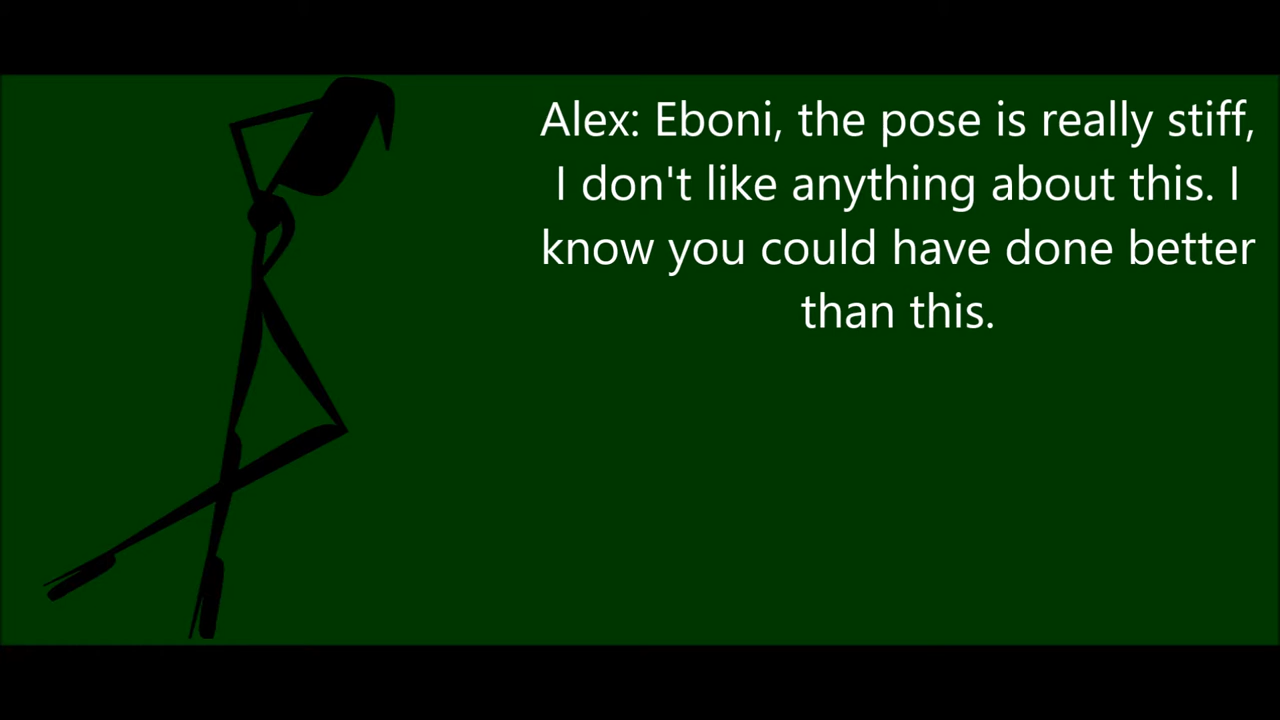 Alex: Eboni, the pose is really stiff,
I don't like anything about this. I
know you could have done better
than this.